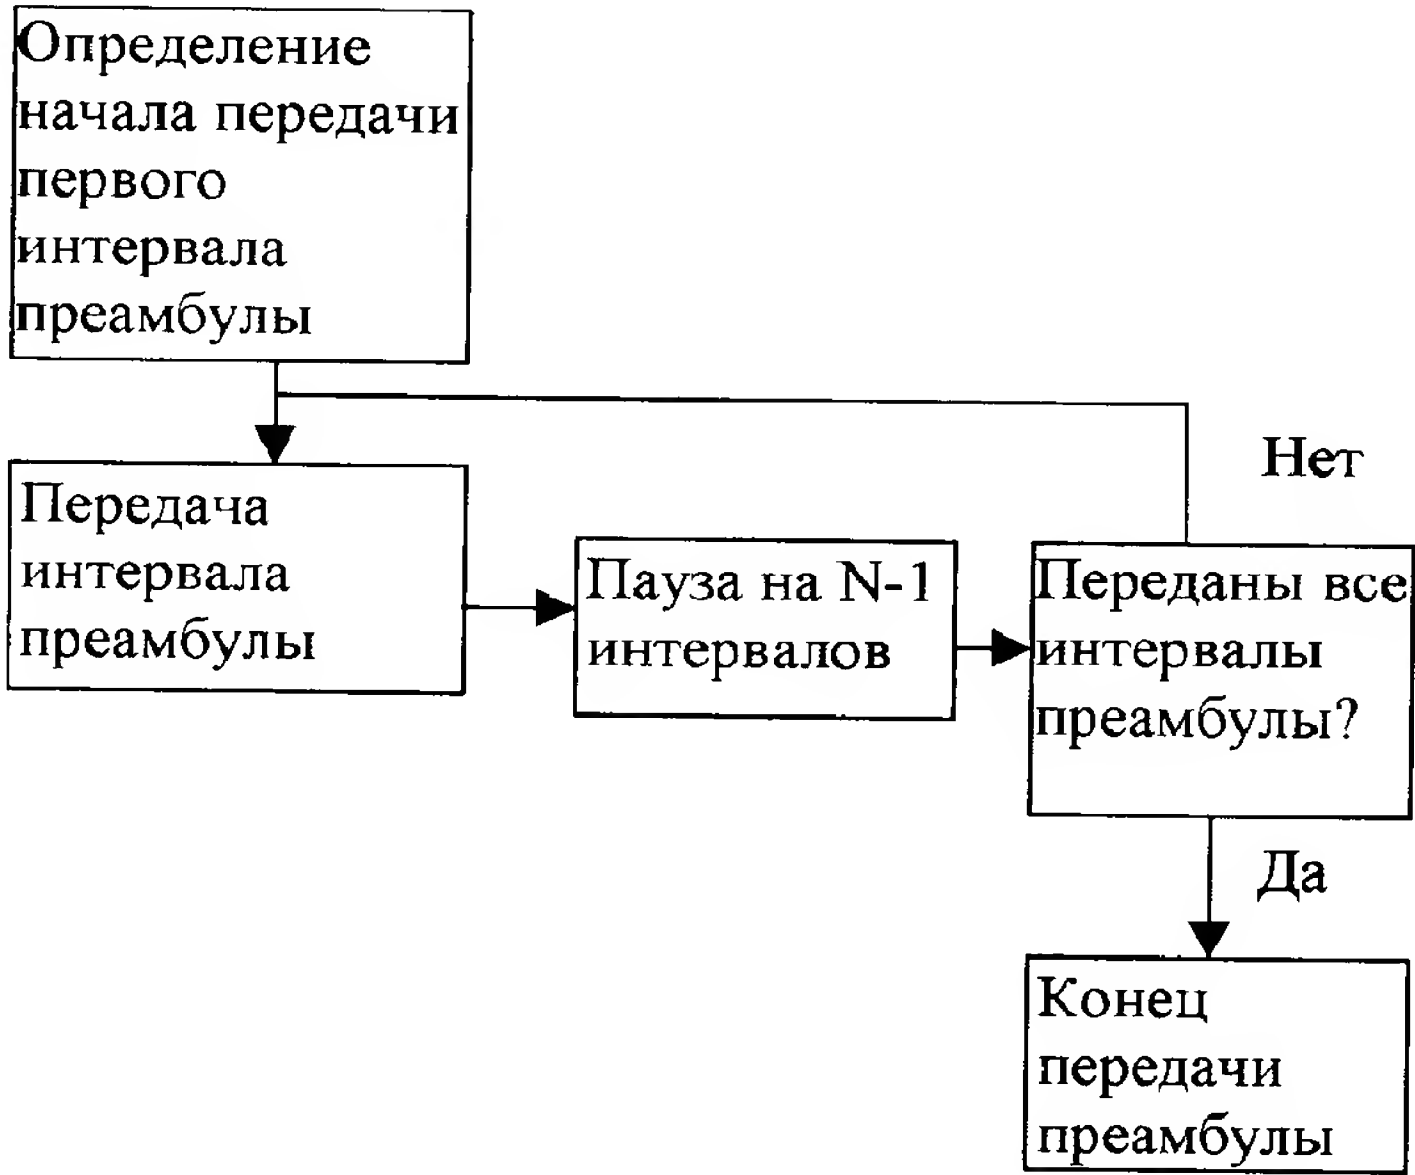 Определение
начала передачи
первого
интервала
преамбулы
Нет
Передача
интервала
преамбулы
Пауза на N-1
интервалов
Переданы все
интервалы
преамбулы?
Да
Конец
передачи
преамбулы